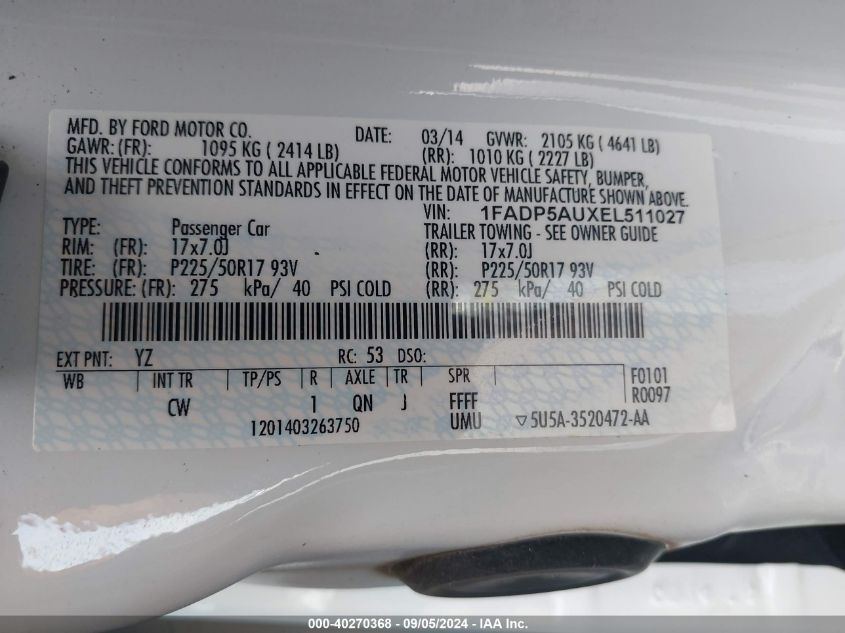 MFD. BY FORD MOTOR CO. DATE: 03/14 GVWR: 2105 KG ( 4641 LB)
GAWR: (FR): 1095 KG ( 2414 LB) (RR): 1010 KG ( 2227 LB)
THIS VEHICLE CONFORMS TO ALL APPLICABLE FEDERAL MOTOR VEHICLE SAFETY, BUMPER,
AND THEFT PREVENTION STANDARDS IN EFFECT ON THE DATE OF MANUFACTURE SHOWN ABOVE.
VIN: 1FADP5AUXEL511027
TYPE: Passenger Car TRAILER TOWING - SEE OWNER GUIDE
RIM: (FR): 17x7.0J (RR): 17x7.0J
TIRE: (FR): P225/50R17 93V (RR): P225/50R17 93V
PRESSURE: (FR): 275 kPa/ 40 PSI COLD (RR): 275 kPa/ 40 PSI COLD
EXT PNT: YZ RC: 53 DSO:
WB INT TR TP/PS R AXLE TR SPR F0101
CW 1 QN J FFFF R0097
1201403263750 UMU ▽5U5A-3520472-AA
000-40270368 - 09/05/2024 - IAA Inc.